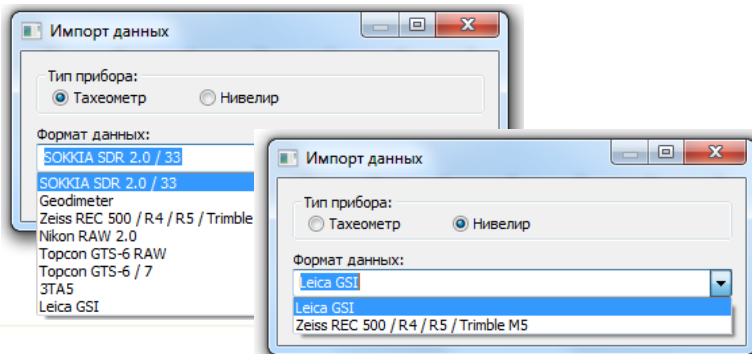 Импорт данных
Тип прибора:
Тахеометр Нивелир
Формат данных:
SOKKIA SDR 2.0 / 33
SOKKIA SDR 2.0 / 33
Geodimeter
Zeiss REC 500 / R4 / R5 / Trimble
Nikon RAW 2.0
Topcon GTS-6 RAW
Topcon GTS-6 / 7
3TA5
Leica GSI
Импорт данных
Тип прибора:
Тахеометр Нивелир
Формат данных:
Leica GSI
Leica GSI
Zeiss REC 500 / R4 / R5 / Trimble M5